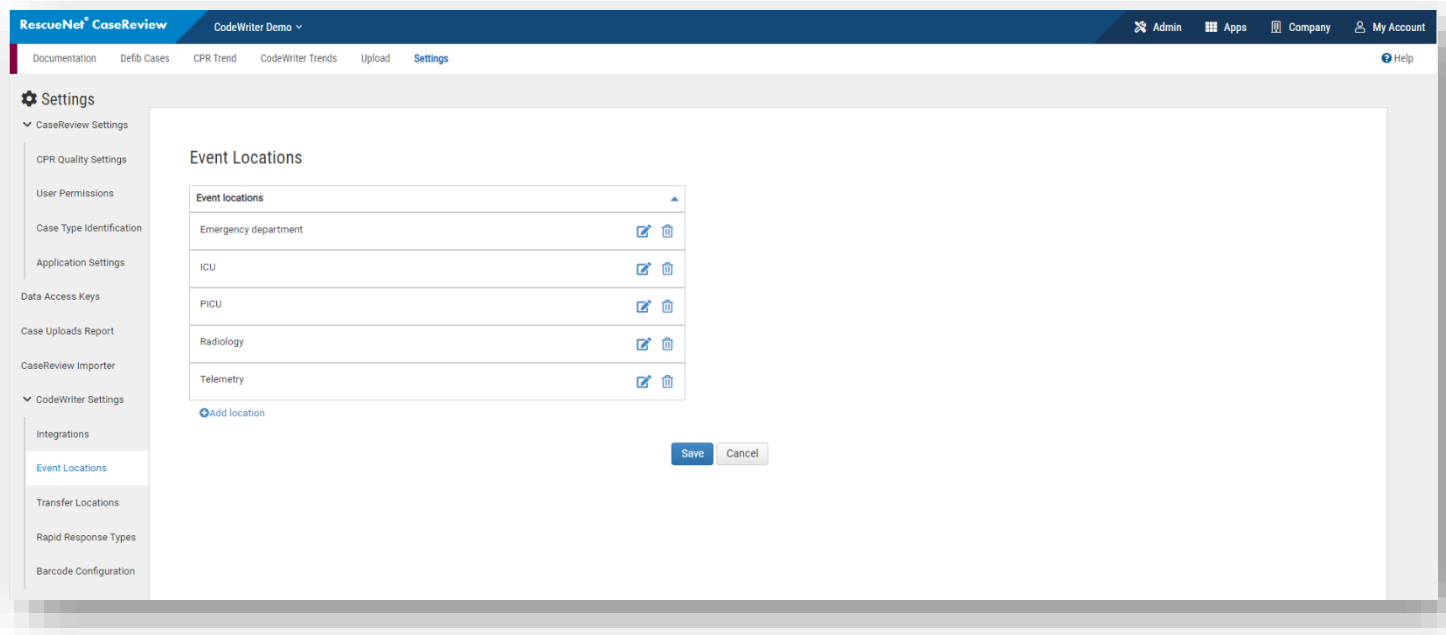 RescueNet® CaseReview
CodeWriter Demo
Admin
Apps
Company
My Account
Documentation
Defib Cases
CPR Trend
CodeWriter Trends
Upload
Settings
Help
Settings
CaseReview Settings
CPR Quality Settings
User Permissions
Case Type Identification
Application Settings
Data Access Keys
Case Uploads Report
CaseReview Importer
CodeWriter Settings
Integrations
Event Locations
Transfer Locations
Rapid Response Types
Barcode Configuration
Event Locations
Event locations
Emergency department
ICU
PICU
Radiology
Telemetry
Add location
Save
Cancel